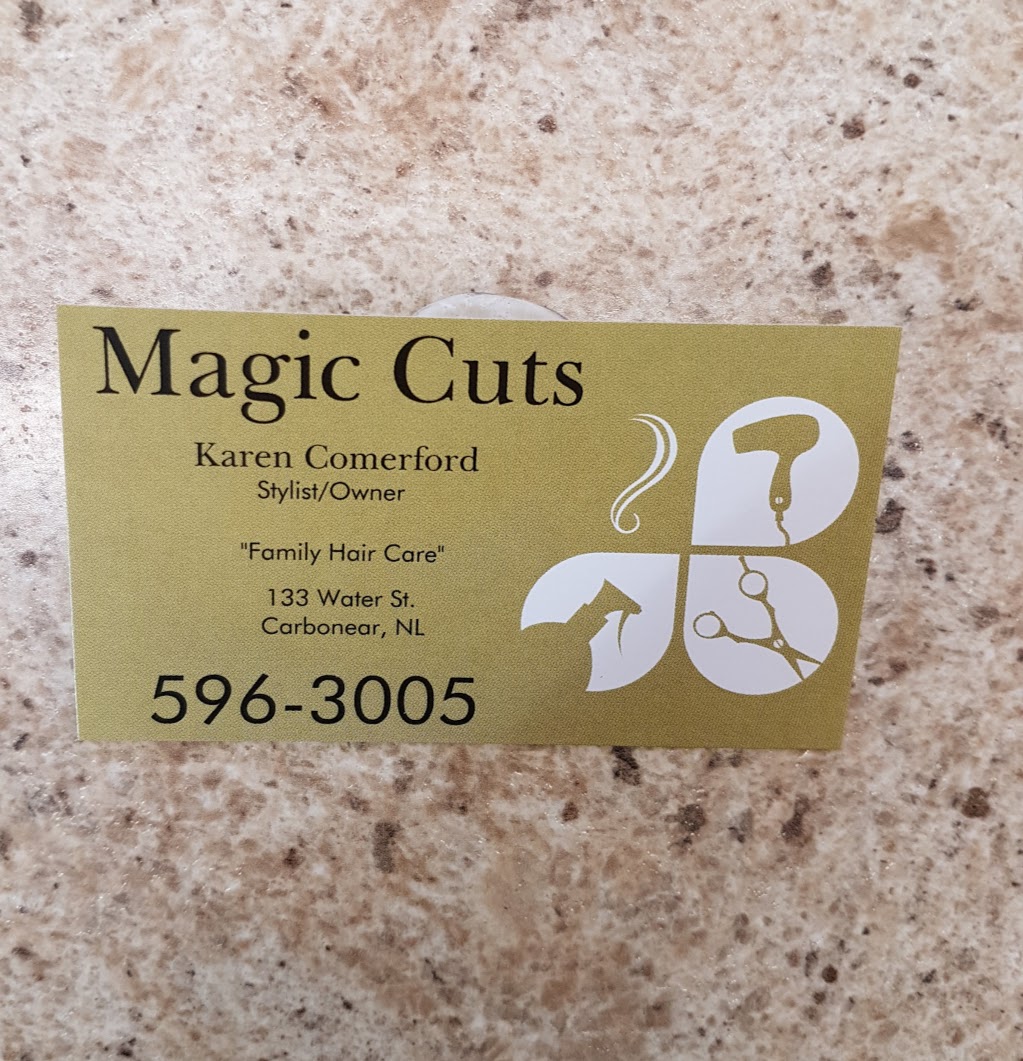 Magic Cuts
Karen Comerford
Stylist/Owner
"Family Hair Care"
133 Water St.
Carbonear, NL
596-3005